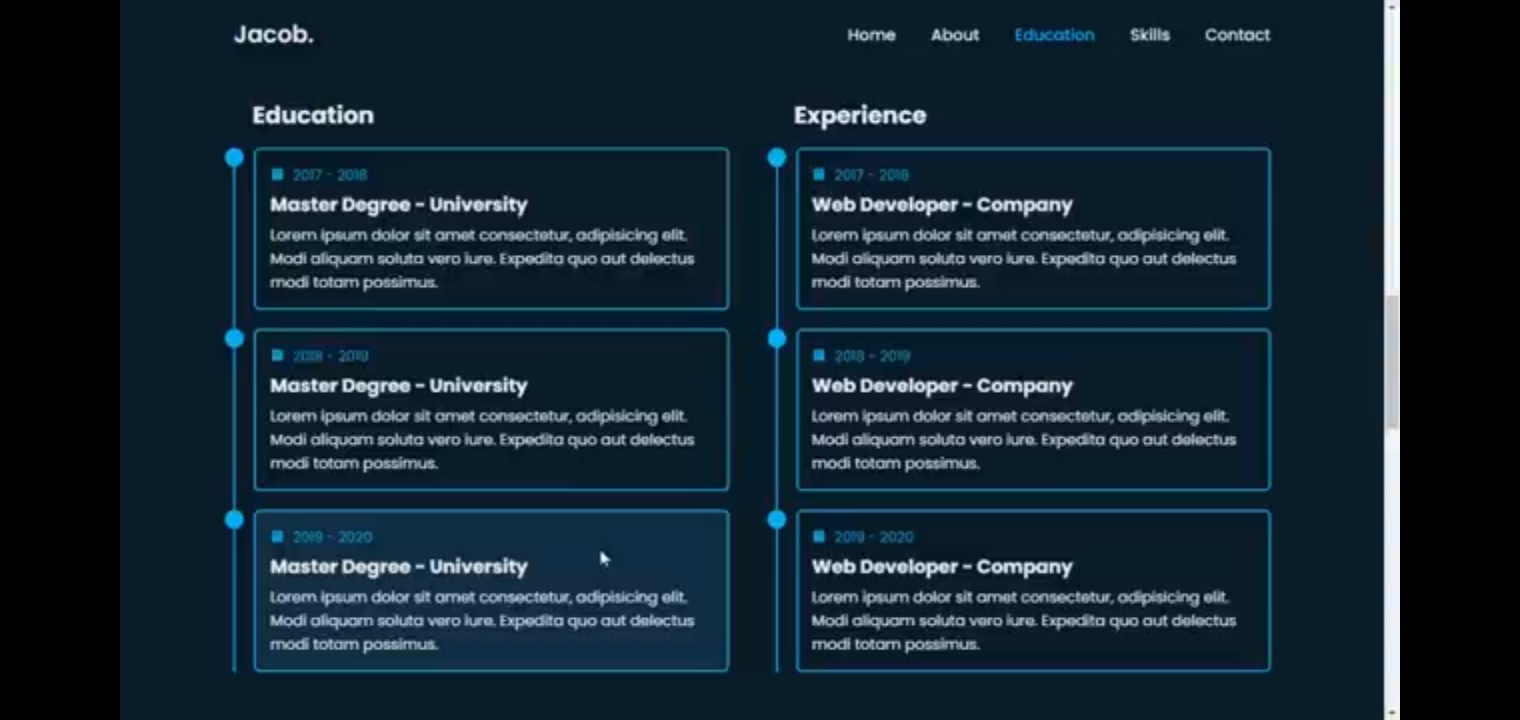 Jacob.
Home About Education Skills Contact
Education
2017 - 2018
Master Degree - University
Lorem ipsum dolor sit amet consectetur, adipisicing elit.
Modi aliquam soluta vero iure. Expedita quo aut delectus
modi totam possimus.
2018 - 2019
Master Degree - University
Lorem ipsum dolor sit amet consectetur, adipisicing elit.
Modi aliquam soluta vero iure. Expedita quo aut delectus
modi totam possimus.
2019 - 2020
Master Degree - University
Lorem ipsum dolor sit amet consectetur, adipisicing elit.
Modi aliquam soluta vero iure. Expedita quo aut delectus
modi totam possimus.
Experience
2017 - 2018
Web Developer - Company
Lorem ipsum dolor sit amet consectetur, adipisicing elit.
Modi aliquam soluta vero iure. Expedita quo aut delectus
modi totam possimus.
2018 - 2019
Web Developer - Company
Lorem ipsum dolor sit amet consectetur, adipisicing elit.
Modi aliquam soluta vero iure. Expedita quo aut delectus
modi totam possimus.
2019 - 2020
Web Developer - Company
Lorem ipsum dolor sit amet consectetur, adipisicing elit.
Modi aliquam soluta vero iure. Expedita quo aut delectus
modi totam possimus.